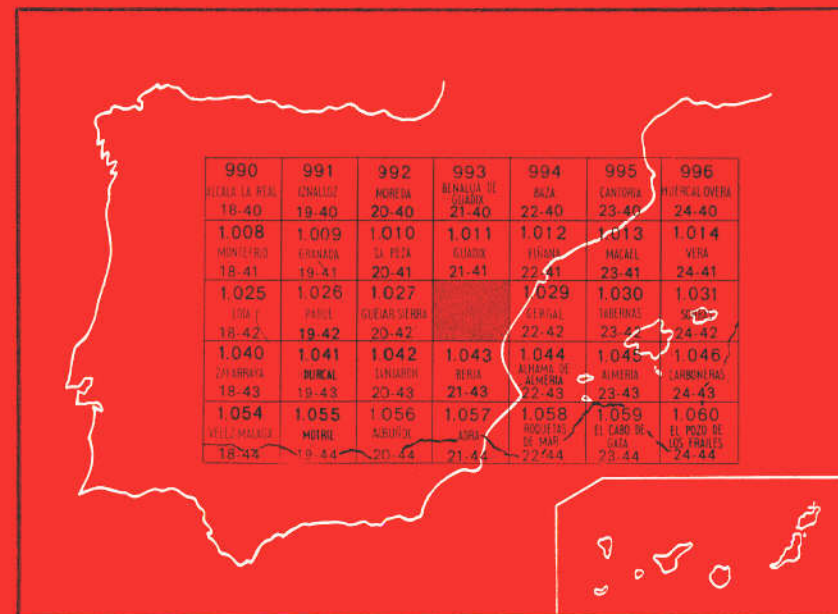 990 991 992 993 994 995 996
ALCALA LA REAL IZNALLOZ MOREDA BENALUA DE GUADIX BAZA CANTORIA HUERCAL OVERA
18-40 19-40 20-40 21-40 22-40 23-40 24-40
1.008 1.009 1.010 1.011 1.012 1.013 1.014
MONTEFRIO GRANADA LA PEZA GUADIX FIÑANA MACAEL VERA
18-41 19-41 20-41 21-41 22-41 23-41 24-41
1.025 1.026 1.027 1.029 1.030 1.031
LOJA PADUL GUEJAR SIERRA GERGAL TABERNAS SORBAS
18-42 19-42 20-42 22-42 23-42 24-42
1.040 1.041 1.042 1.043 1.044 1.045 1.046
ZAFARRAYA DURCAL LANJARON BERJA ALHAMA DE ALMERIA ALMERIA CARBONERAS
18-43 19-43 20-43 21-43 22-43 23-43 24-43
1.054 1.055 1.056 1.057 1.058 1.059 1.060
VELEZ MALAGA MOTRIL ALBUÑOL ADRA ROQUETAS DE MAR EL CABO DE GATA EL POZO DE LOS FRAILES
18-44 19-44 20-44 21-44 22-44 23-44 24-44